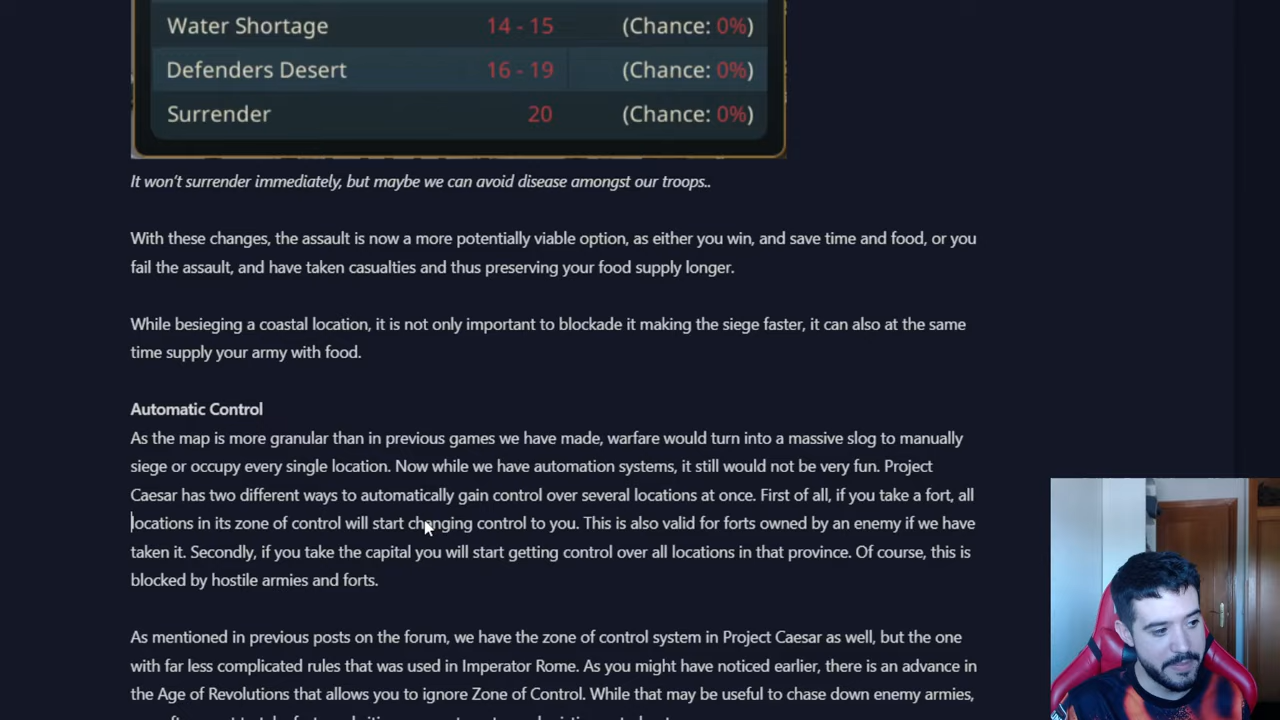 Water Shortage 14 - 15 (Chance: 0%)
Defenders Desert 16 - 19 (Chance: 0%)
Surrender 20 (Chance: 0%)
It won't surrender immediately, but maybe we can avoid disease amongst our troops..
With these changes, the assault is now a more potentially viable option, as either you win, and save time and food, or you
fail the assault, and have taken casualties and thus preserving your food supply longer.
While besieging a coastal location, it is not only important to blockade it making the siege faster, it can also at the same
time supply your army with food.
Automatic Control
As the map is more granular than in previous games we have made, warfare would turn into a massive slog to manually
siege or occupy every single location. Now while we have automation systems, it still would not be very fun. Project
Caesar has two different ways to automatically gain control over several locations at once. First of all, if you take a fort, all
locations in its zone of control will start changing control to you. This is also valid for forts owned by an enemy if we have
taken it. Secondly, if you take the capital you will start getting control over all locations in that province. Of course, this is
blocked by hostile armies and forts.
As mentioned in previous posts on the forum, we have the zone of control system in Project Caesar as well, but the one
with far less complicated rules that was used in Imperator Rome. As you might have noticed earlier, there is an advance in
the Age of Revolutions that allows you to ignore Zone of Control. While that may be useful to chase down enemy armies,